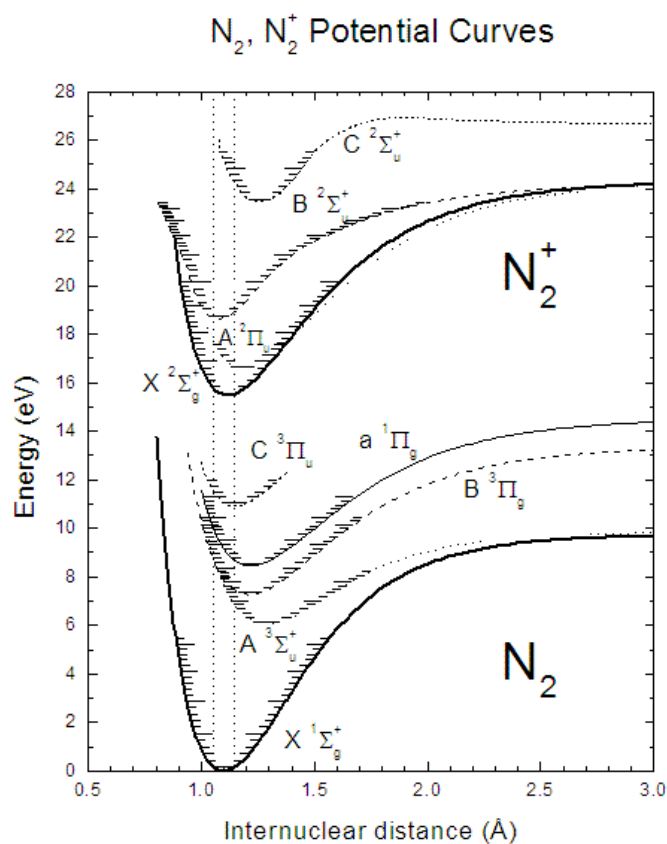 N₂, N₂⁺ Potential Curves
28
26
24
22
20
18
16
14
12
10
8
6
4
2
0
Energy (eV)
C ²Σᵤ⁺
B ²Σᵤ⁺
N₂⁺
A ²Πᵤ
X ²Σg⁺
C ³Πᵤ
a ¹Πg
B ³Πg
A ³Σᵤ⁺
N₂
X ¹Σg⁺
0.5 1.0 1.5 2.0 2.5 3.0
Internuclear distance (Å)